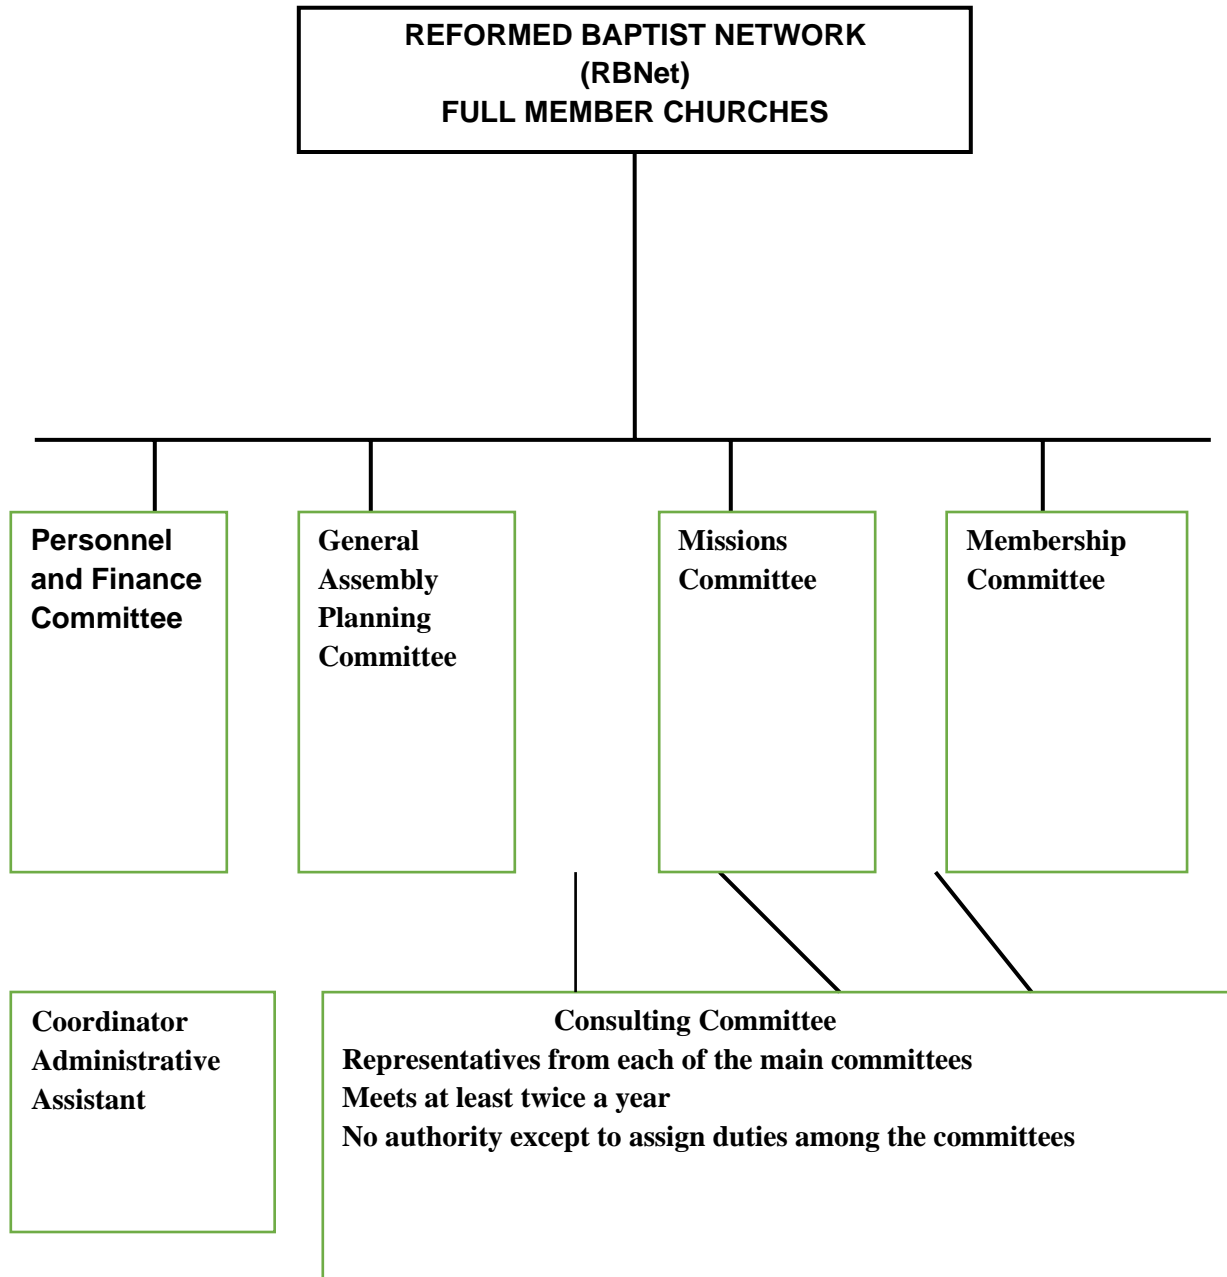 REFORMED BAPTIST NETWORK
(RBNet)
FULL MEMBER CHURCHES
Personnel
and Finance
Committee
General
Assembly
Planning
Committee
Missions
Committee
Membership
Committee
Coordinator
Administrative
Assistant
Consulting Committee
Representatives from each of the main committees
Meets at least twice a year
No authority except to assign duties among the committees